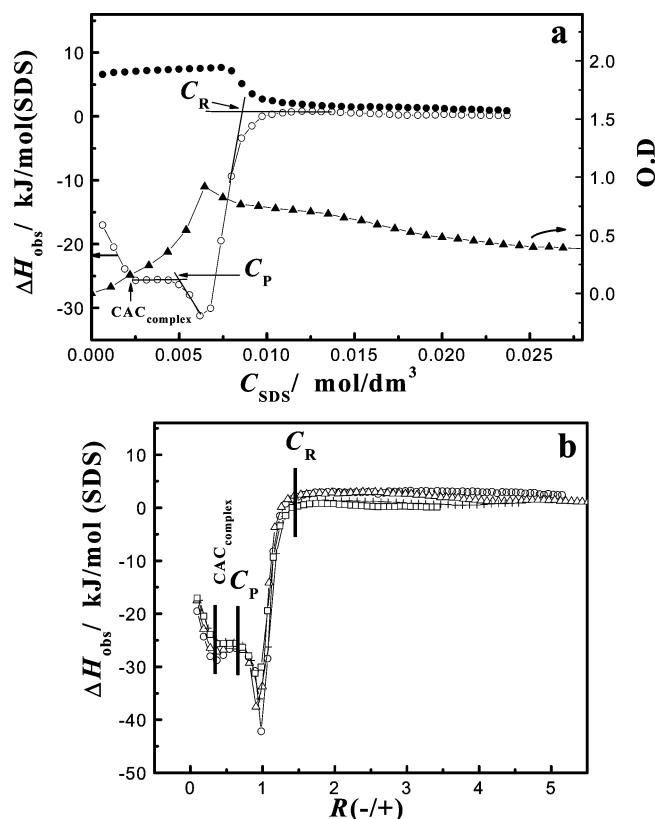 a
10
0
-10
-20
-30
ΔH_obs/ kJ/mol(SDS)
2.0
1.5
1.0
0.5
0.0
O.D
C_R
C_P
CAC_complex
0.000 0.005 0.010 0.015 0.020 0.025
C_SDS/ mol/dm³
b
10
0
-10
-20
-30
-40
-50
ΔH_obs/ kJ/mol (SDS)
CAC_complex
C_P
C_R
0 1 2 3 4 5
R(-/+)